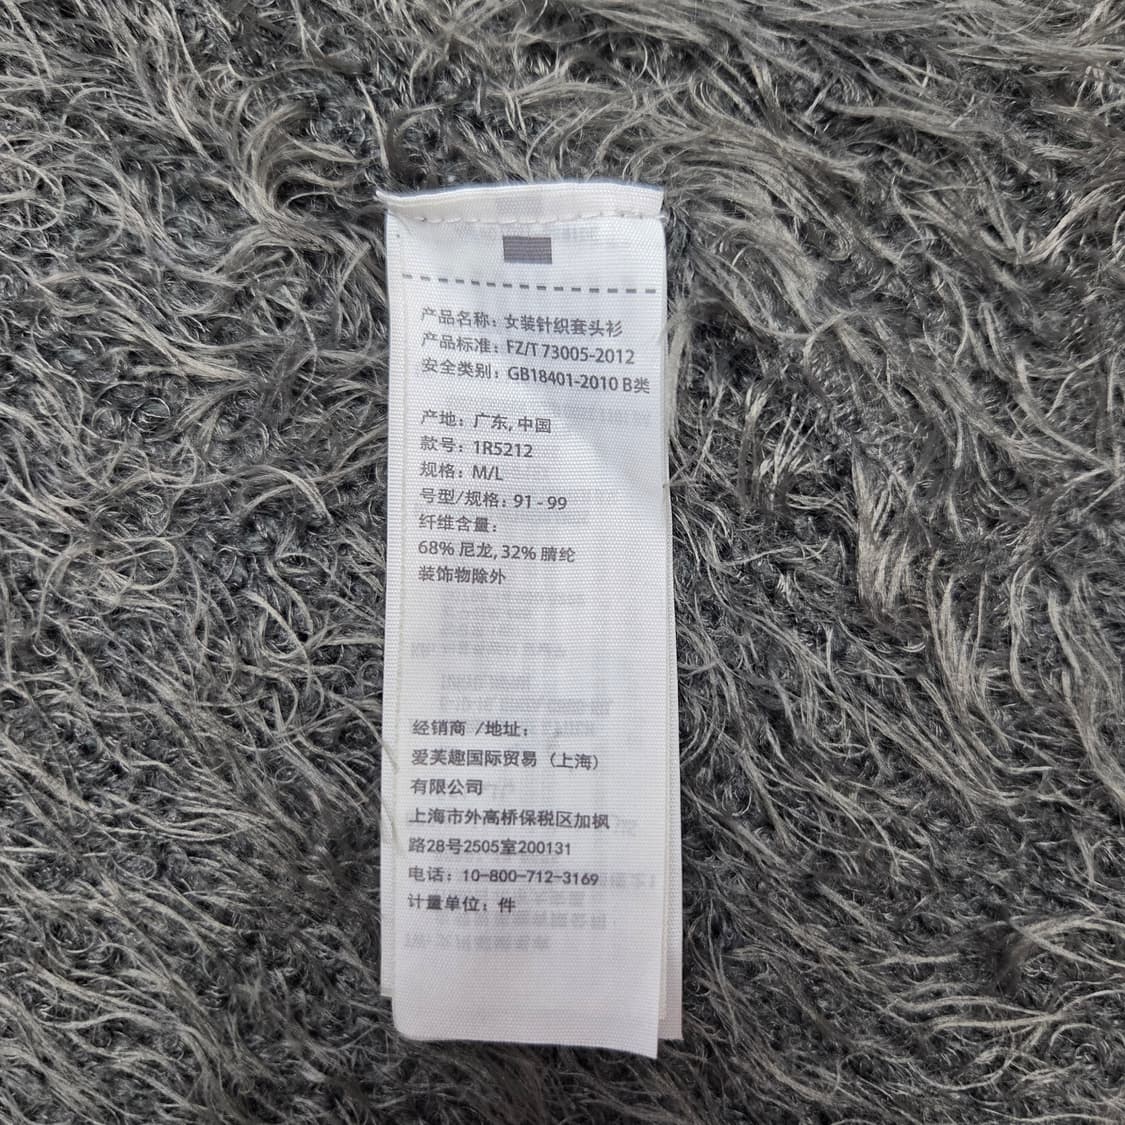 产品名称：女装针织套头衫
产品标准：FZ/T 73005-2012
安全类别：GB18401-2010 B类
产地：广东, 中国
款号：1R5212
规格：M/L
号型/规格：91 - 99
纤维含量：
68% 尼龙, 32% 腈纶
装饰物除外
经销商 /地址：
爱芙趣国际贸易（上海）
有限公司
上海市外高桥保税区加枫
路28号2505室200131
电话：10-800-712-3169
计量单位：件